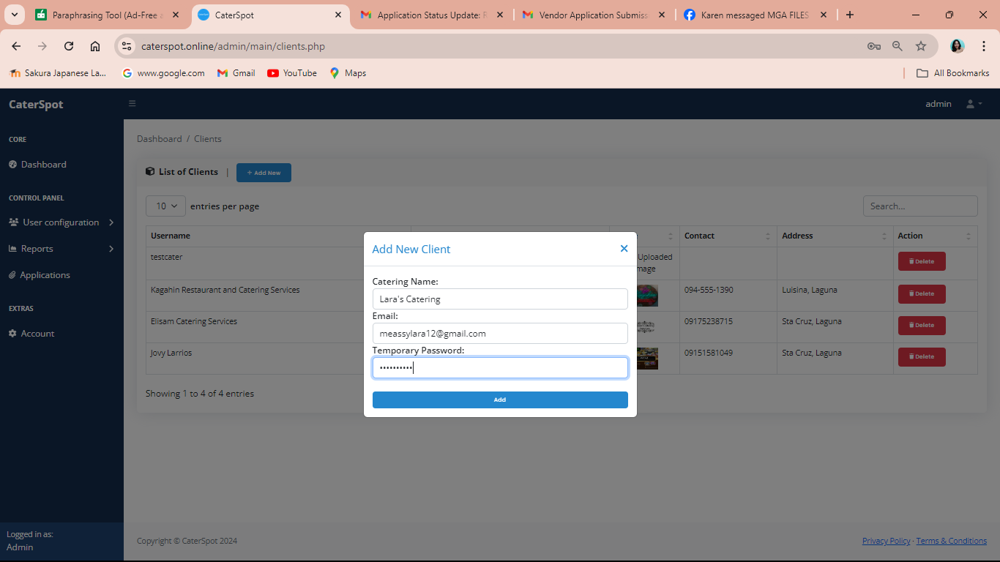 Paraphrasing Tool (Ad-Free a
CaterSpot
Application Status Update: R
Vendor Application Submiss
Karen messaged MGA FILES
caterspot.online/admin/main/clients.php
Sakura Japanese La...
www.google.com
Gmail
YouTube
Maps
All Bookmarks
CaterSpot
admin
CORE
Dashboard
CONTROL PANEL
User configuration
Reports
Applications
EXTRAS
Account
Logged in as:
Admin
Dashboard / Clients
List of Clients | + Add New
10 entries per page
Search...
Username Contact Address Action
testcater Uploaded Delete
Kagahin Restaurant and Catering Services 094-555-1390 Luisina, Laguna Delete
Elisam Catering Services 09175238715 Sta Cruz, Laguna Delete
Jovy Larrios 09151581049 Sta Cruz, Laguna Delete
Showing 1 to 4 of 4 entries
Add New Client
Catering Name:
Lara's Catering
Email:
meassylara12@gmail.com
Temporary Password:
••••••••••
Add
Copyright © CaterSpot 2024
Privacy Policy · Terms & Conditions